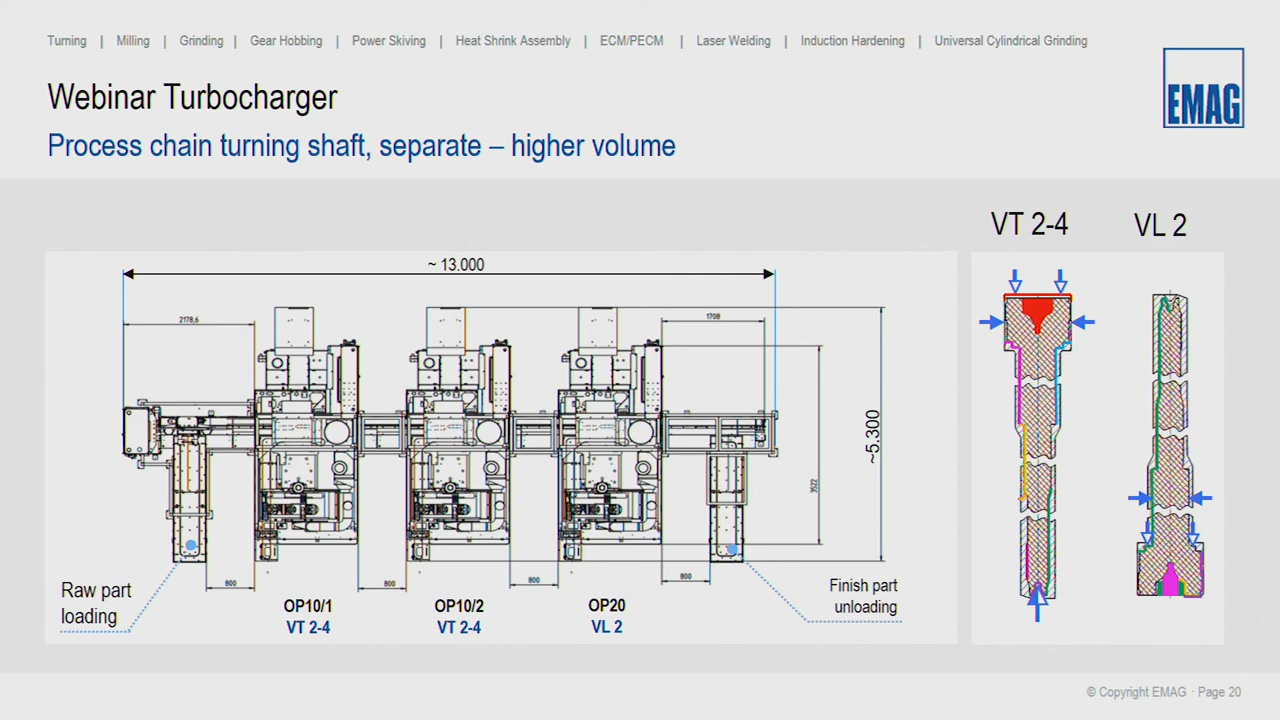 Turning | Milling | Grinding | Gear Hobbing | Power Skiving | Heat Shrink Assembly | ECM/PECM | Laser Welding | Induction Hardening | Universal Cylindrical Grinding
Webinar Turbocharger
EMAG
Process chain turning shaft, separate – higher volume
VT 2-4
VL 2
~ 13.000
2178,6
1708
~5.300
3522
Raw part
loading
800
800
800
800
Finish part
unloading
OP10/1
VT 2-4
OP10/2
VT 2-4
OP20
VL 2
© Copyright EMAG · Page 20